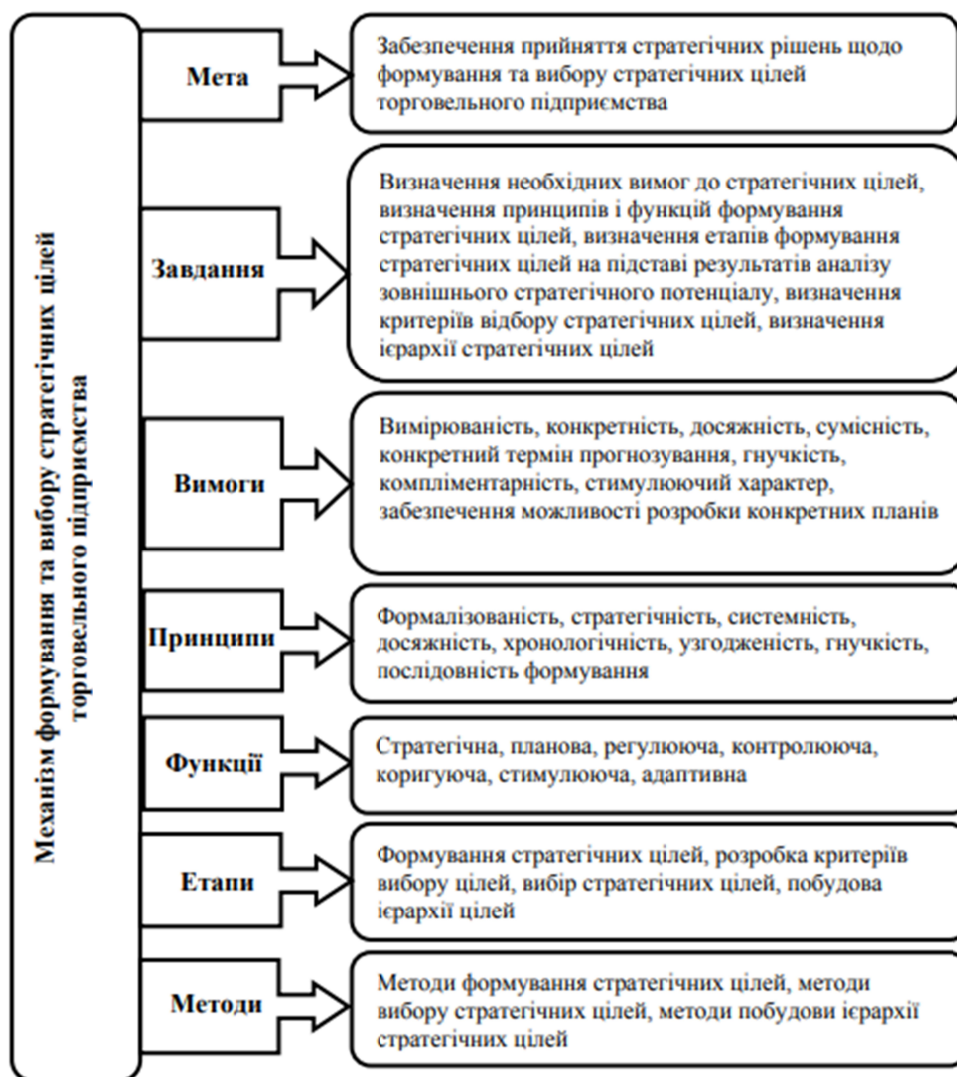 Механізм формування та вибору стратегічних цілей
торговельного підприємства
Мета
Забезпечення прийняття стратегічних рішень щодо
формування та вибору стратегічних цілей
торговельного підприємства
Завдання
Визначення необхідних вимог до стратегічних цілей,
визначення принципів і функцій формування
стратегічних цілей, визначення етапів формування
стратегічних цілей на підставі результатів аналізу
зовнішнього стратегічного потенціалу, визначення
критеріїв відбору стратегічних цілей, визначення
ієрархії стратегічних цілей
Вимоги
Вимірюваність, конкретність, досяжність, сумісність,
конкретний термін прогнозування, гнучкість,
компліментарність, стимулюючий характер,
забезпечення можливості розробки конкретних планів
Принципи
Формалізованість, стратегічність, системність,
досяжність, хронологічність, узгодженість, гнучкість,
послідовність формування
Функції
Стратегічна, планова, регулююча, контролююча,
коригуюча, стимулююча, адаптивна
Етапи
Формування стратегічних цілей, розробка критеріїв
вибору цілей, вибір стратегічних цілей, побудова
ієрархії цілей
Методи
Методи формування стратегічних цілей, методи
вибору стратегічних цілей, методи побудови ієрархії
стратегічних цілей